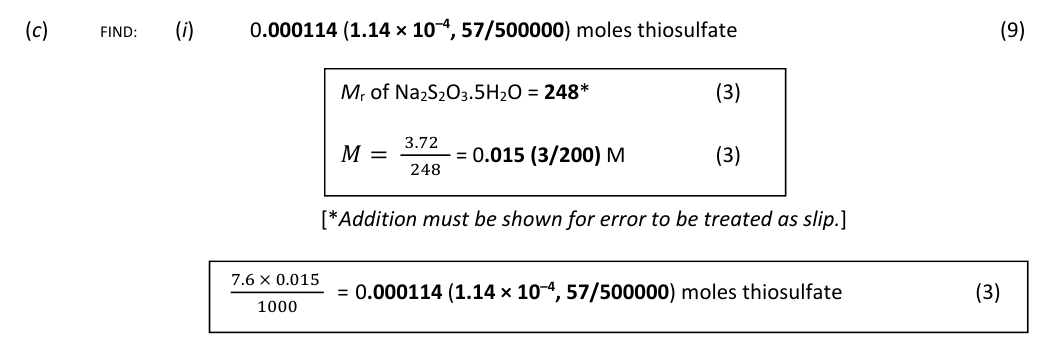 (c) FIND: (i) 0.000114 (1.14 × 10⁻⁴, 57/500000) moles thiosulfate (9)
Mᵣ of Na₂S₂O₃.5H₂O = 248* (3)
M = 3.72/248 = 0.015 (3/200) M (3)
[*Addition must be shown for error to be treated as slip.]
7.6 × 0.015/1000 = 0.000114 (1.14 × 10⁻⁴, 57/500000) moles thiosulfate (3)